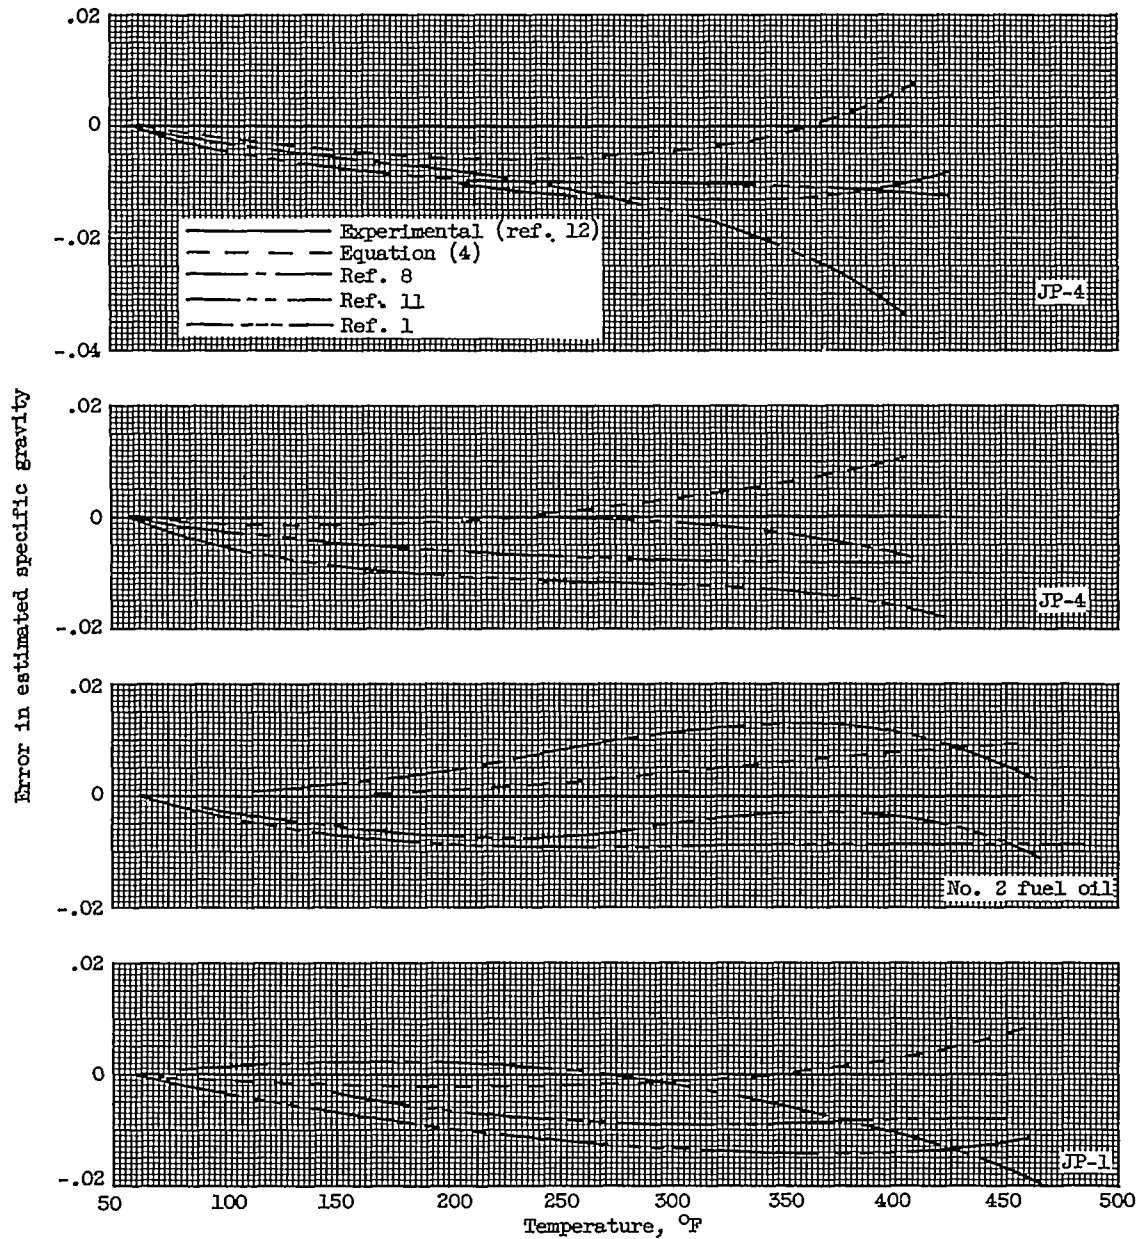 .02
0
-.02
-.04
Experimental (ref. 12)
Equation (4)
Ref. 8
Ref. 11
Ref. 1
JP-4
.02
0
-.02
JP-4
.02
0
-.02
No. 2 fuel oil
.02
0
-.02
JP-1
50 100 150 200 250 300 350 400 450 500
Temperature, °F
Error in estimated specific gravity